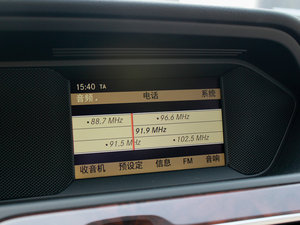 15:40 TA
音频 电话 系统
•88.7 MHz •96.6 MHz
91.9 MHz
•91.5 MHz •102.5 MHz
收音机 预设定 信息 FM 音响